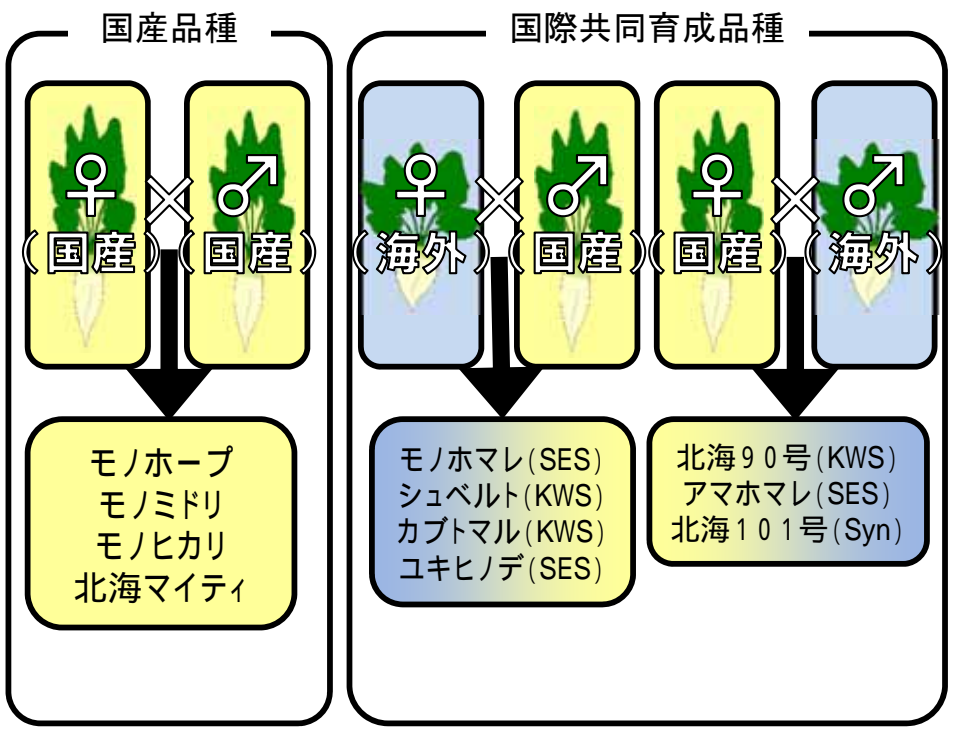 国産品種
♀ × ♂
(国産) (国産)
モノホープ
モノミドリ
モノヒカリ
北海マイティ
国際共同育成品種
♀ × ♂ ♀ × ♂
(海外) (国産) (国産) (海外)
モノホマレ(SES)
シュベルト(KWS)
カブトマル(KWS)
ユキヒノデ(SES)
北海90号(KWS)
アマホマレ(SES)
北海101号(Syn)